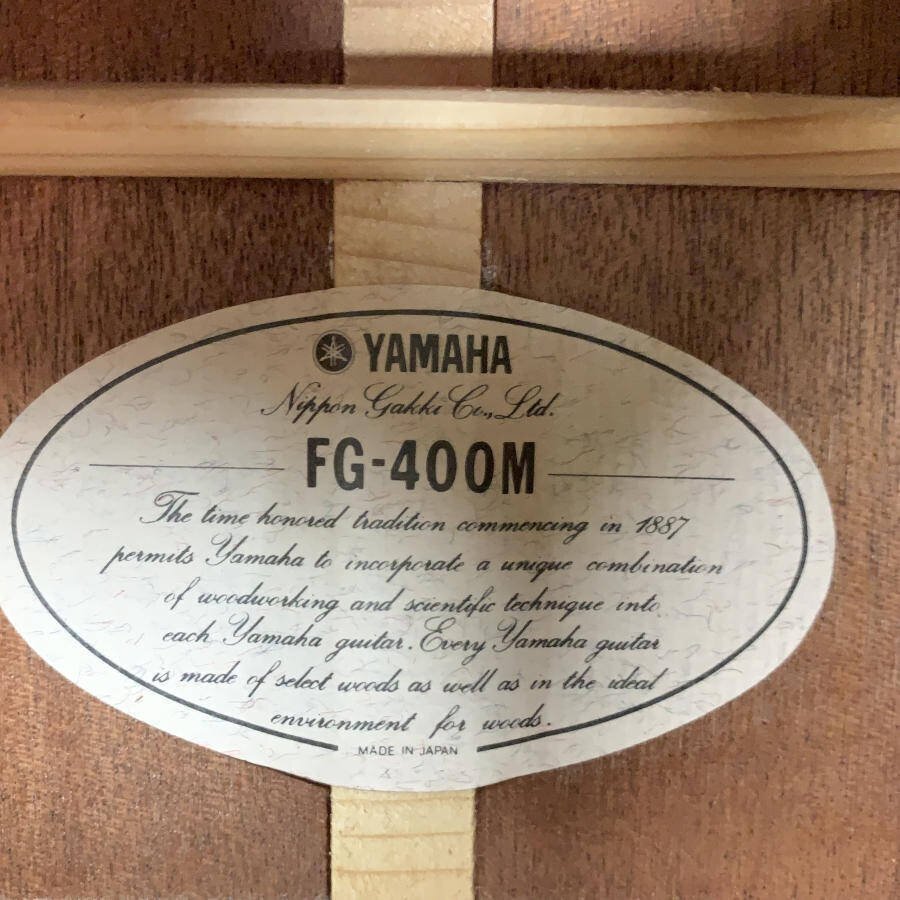 YAMAHA
Nippon Gakki Co., Ltd.
FG-400M
The time honored tradition commencing in 1887
permits Yamaha to incorporate a unique combination
of woodworking and scientific technique into
each Yamaha guitar. Every Yamaha guitar
is made of select woods as well as in the ideal
environment for woods.
MADE IN JAPAN